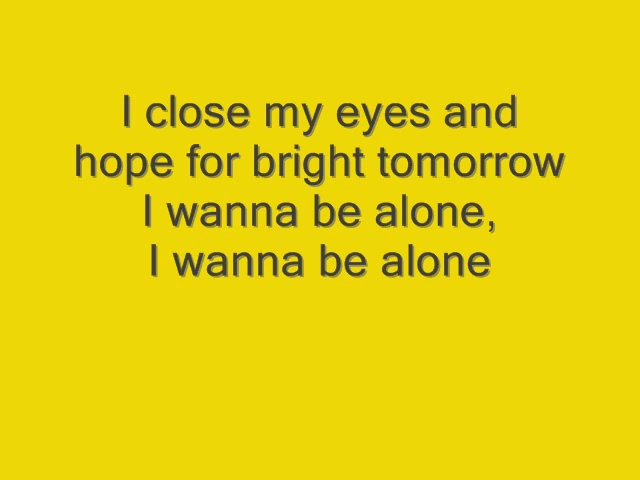 I close my eyes and
hope for bright tomorrow
I wanna be alone,
I wanna be alone